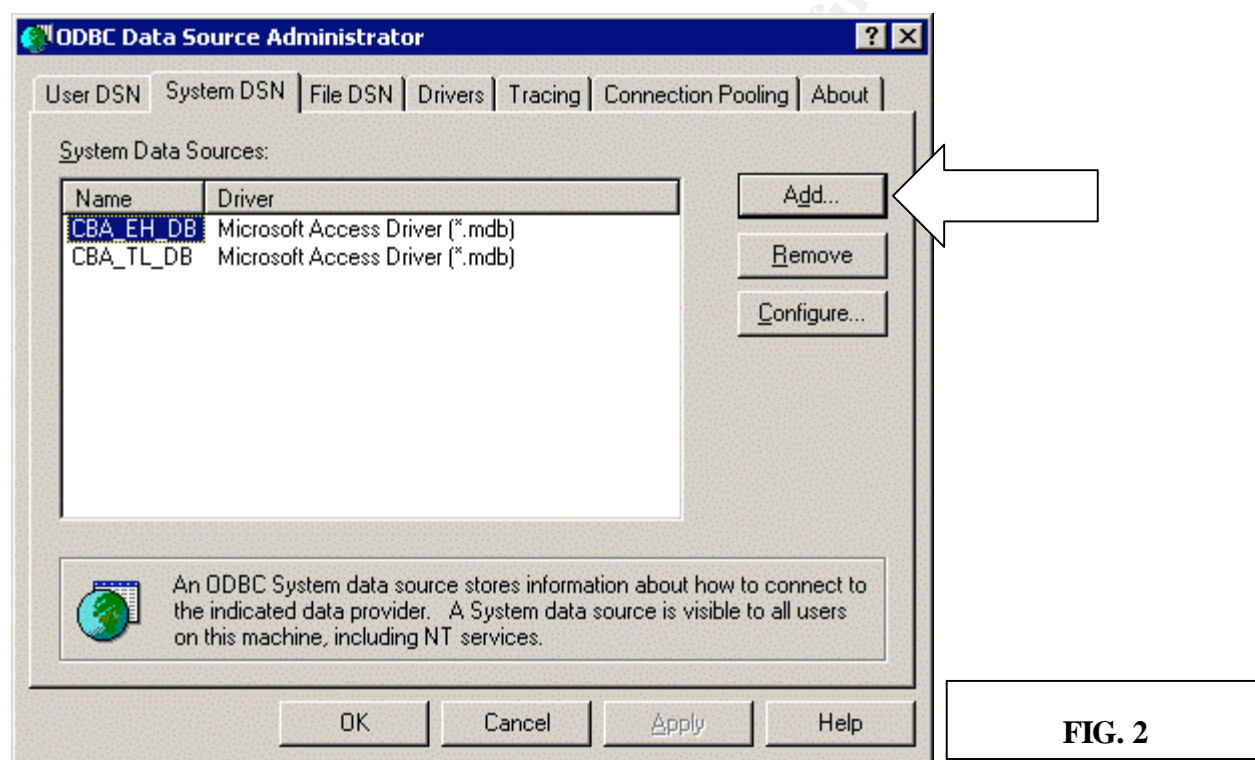 ODBC Data Source Administrator
User DSN System DSN File DSN Drivers Tracing Connection Pooling About
System Data Sources:
Name Driver
CBA_EH_DB Microsoft Access Driver (*.mdb)
CBA_TL_DB Microsoft Access Driver (*.mdb)
Add...
Remove
Configure...
An ODBC System data source stores information about how to connect to
the indicated data provider. A System data source is visible to all users
on this machine, including NT services.
OK Cancel Apply Help
FIG. 2